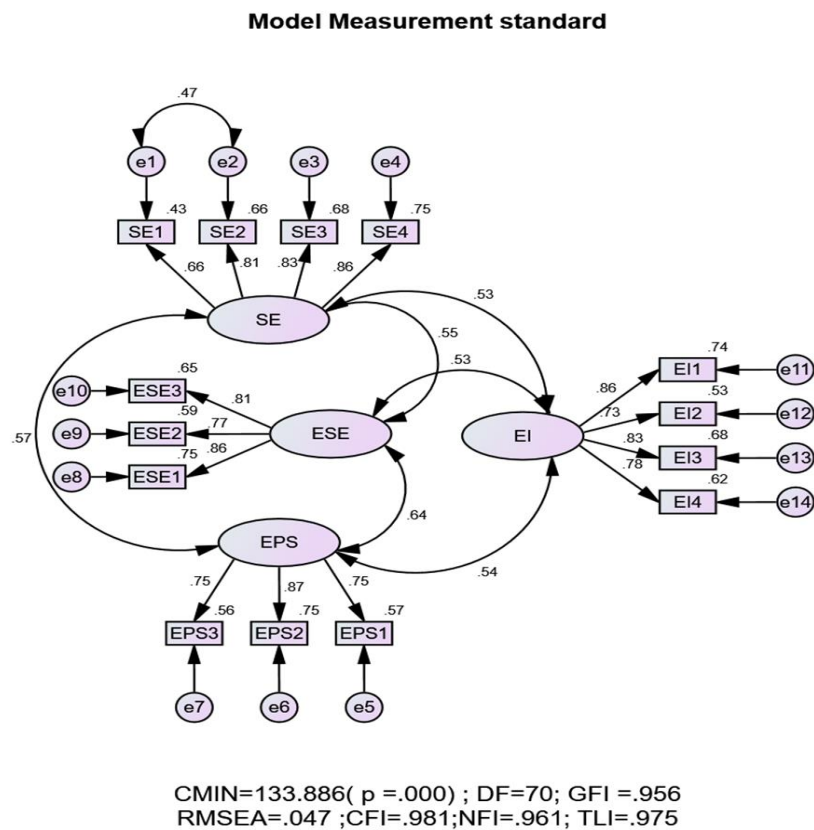 Model Measurement standard
.47
e1 e2 e3 e4
.43 .66 .68 .75
SE1 SE2 SE3 SE4
.66 .81 .83 .86
SE
.53
.55
.53
.57
.65
e10 ESE3 .81
.59
e9 ESE2 .77
.75 .86
e8 ESE1
ESE
EI
.74
.86 EI1 e11
.53
.73 EI2 e12
.68
.83 EI3 e13
.62
.78 EI4 e14
.64
.54
EPS
.75 .87 .75
.56 .75 .57
EPS3 EPS2 EPS1
e7 e6 e5
CMIN=133.886( p =.000) ; DF=70; GFI =.956
RMSEA=.047 ;CFI=.981;NFI=.961; TLI=.975